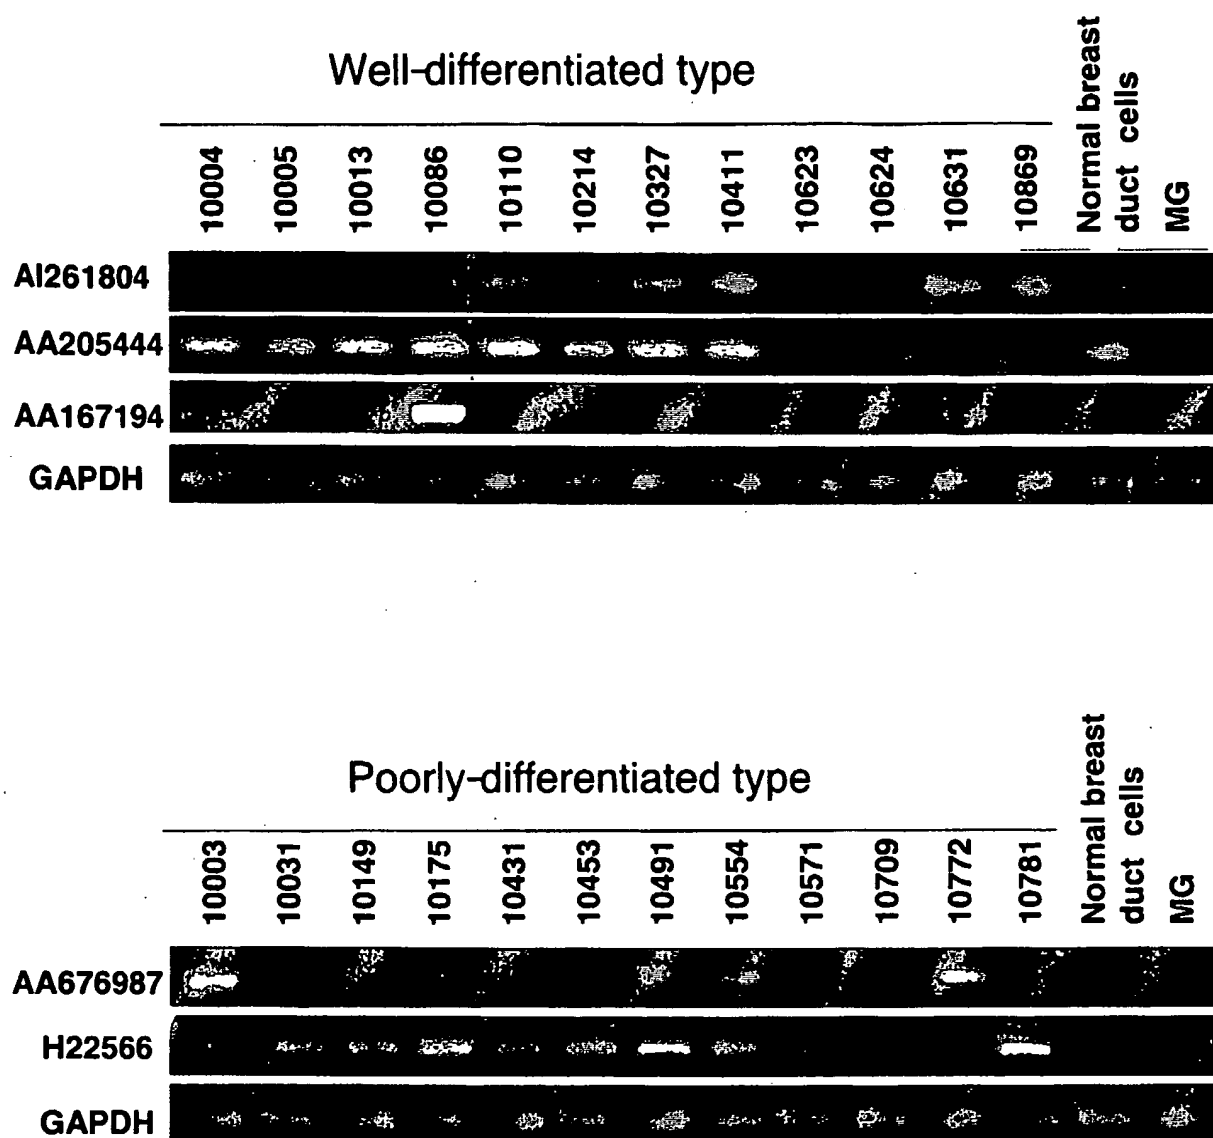 Well-differentiated type
10004 10005 10013 10086 10110 10214 10327 10411 10623 10624 10631 10869 Normal breast duct cells MG
AI261804
AA205444
AA167194
GAPDH
Poorly-differentiated type
10003 10031 10149 10175 10431 10453 10491 10554 10571 10709 10772 10781 Normal breast duct cells MG
AA676987
H22566
GAPDH